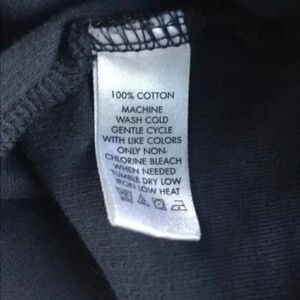 100% COTTON
MACHINE
WASH COLD
GENTLE CYCLE
WITH LIKE COLORS
ONLY NON-
CHLORINE BLEACH
WHEN NEEDED
TUMBLE DRY LOW
IRON LOW HEAT